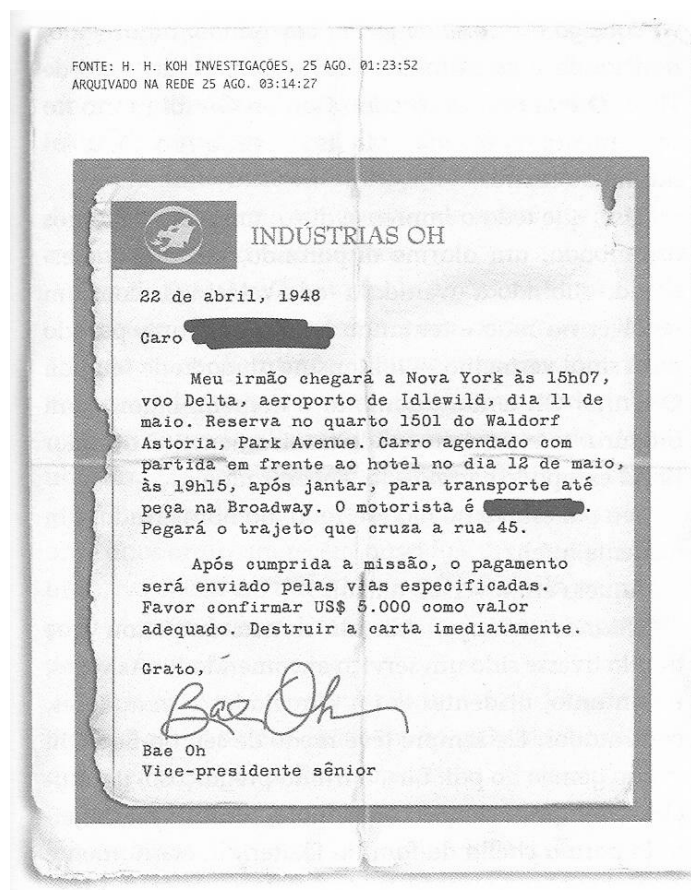 FONTE: H. H. KOH INVESTIGAÇÕES, 25 AGO. 01:23:52
ARQUIVADO NA REDE 25 AGO. 03:14:27
INDÚSTRIAS OH
22 de abril, 1948
Caro
Meu irmão chegará a Nova York às 15h07,
voo Delta, aeroporto de Idlewild, dia 11 de
maio. Reserva no quarto 1501 do Waldorf
Astoria, Park Avenue. Carro agendado com
partida em frente ao hotel no dia 12 de maio,
às 19h15, após jantar, para transporte até
peça na Broadway. O motorista é .
Pegará o trajeto que cruza a rua 45.
Após cumprida a missão, o pagamento
será enviado pelas vias especificadas.
Favor confirmar US$ 5.000 como valor
adequado. Destruir a carta imediatamente.
Grato,
Bae Oh
Bae Oh
Vice-presidente sênior